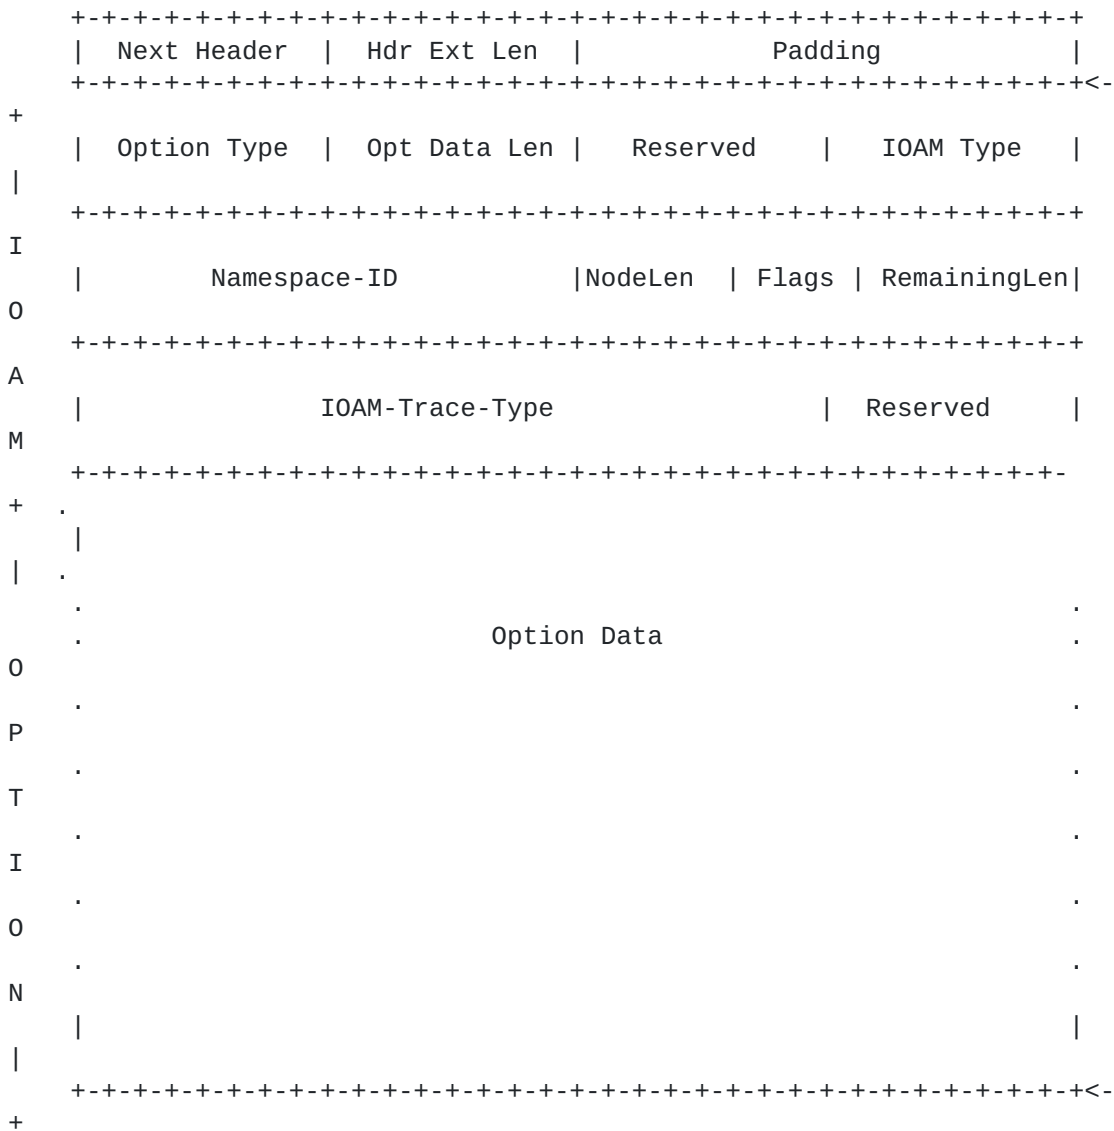 +-+-+-+-+-+-+-+-+-+-+-+-+-+-+-+-+-+-+-+-+-+-+-+-+-+-+-+-+-+-+-+-+
|  Next Header  |  Hdr Ext Len  |            Padding            |
+-+-+-+-+-+-+-+-+-+-+-+-+-+-+-+-+-+-+-+-+-+-+-+-+-+-+-+-+-+-+-+-+<-
+
|  Option Type  |  Opt Data Len |   Reserved    |   IOAM Type   |
|
+-+-+-+-+-+-+-+-+-+-+-+-+-+-+-+-+-+-+-+-+-+-+-+-+-+-+-+-+-+-+-+-+
I
|        Namespace-ID           |NodeLen  | Flags | RemainingLen|
O
+-+-+-+-+-+-+-+-+-+-+-+-+-+-+-+-+-+-+-+-+-+-+-+-+-+-+-+-+-+-+-+-+
A
|               IOAM-Trace-Type                 |  Reserved     |
M
+-+-+-+-+-+-+-+-+-+-+-+-+-+-+-+-+-+-+-+-+-+-+-+-+-+-+-+-+-+-+-+-
+  .
|
|  .
.                                                               .
.                          Option Data                          .
O
.                                                               .
P
.                                                               .
T
.                                                               .
I
.                                                               .
O
.                                                               .
N
|                                                               |
|
+-+-+-+-+-+-+-+-+-+-+-+-+-+-+-+-+-+-+-+-+-+-+-+-+-+-+-+-+-+-+-+-+<-
+